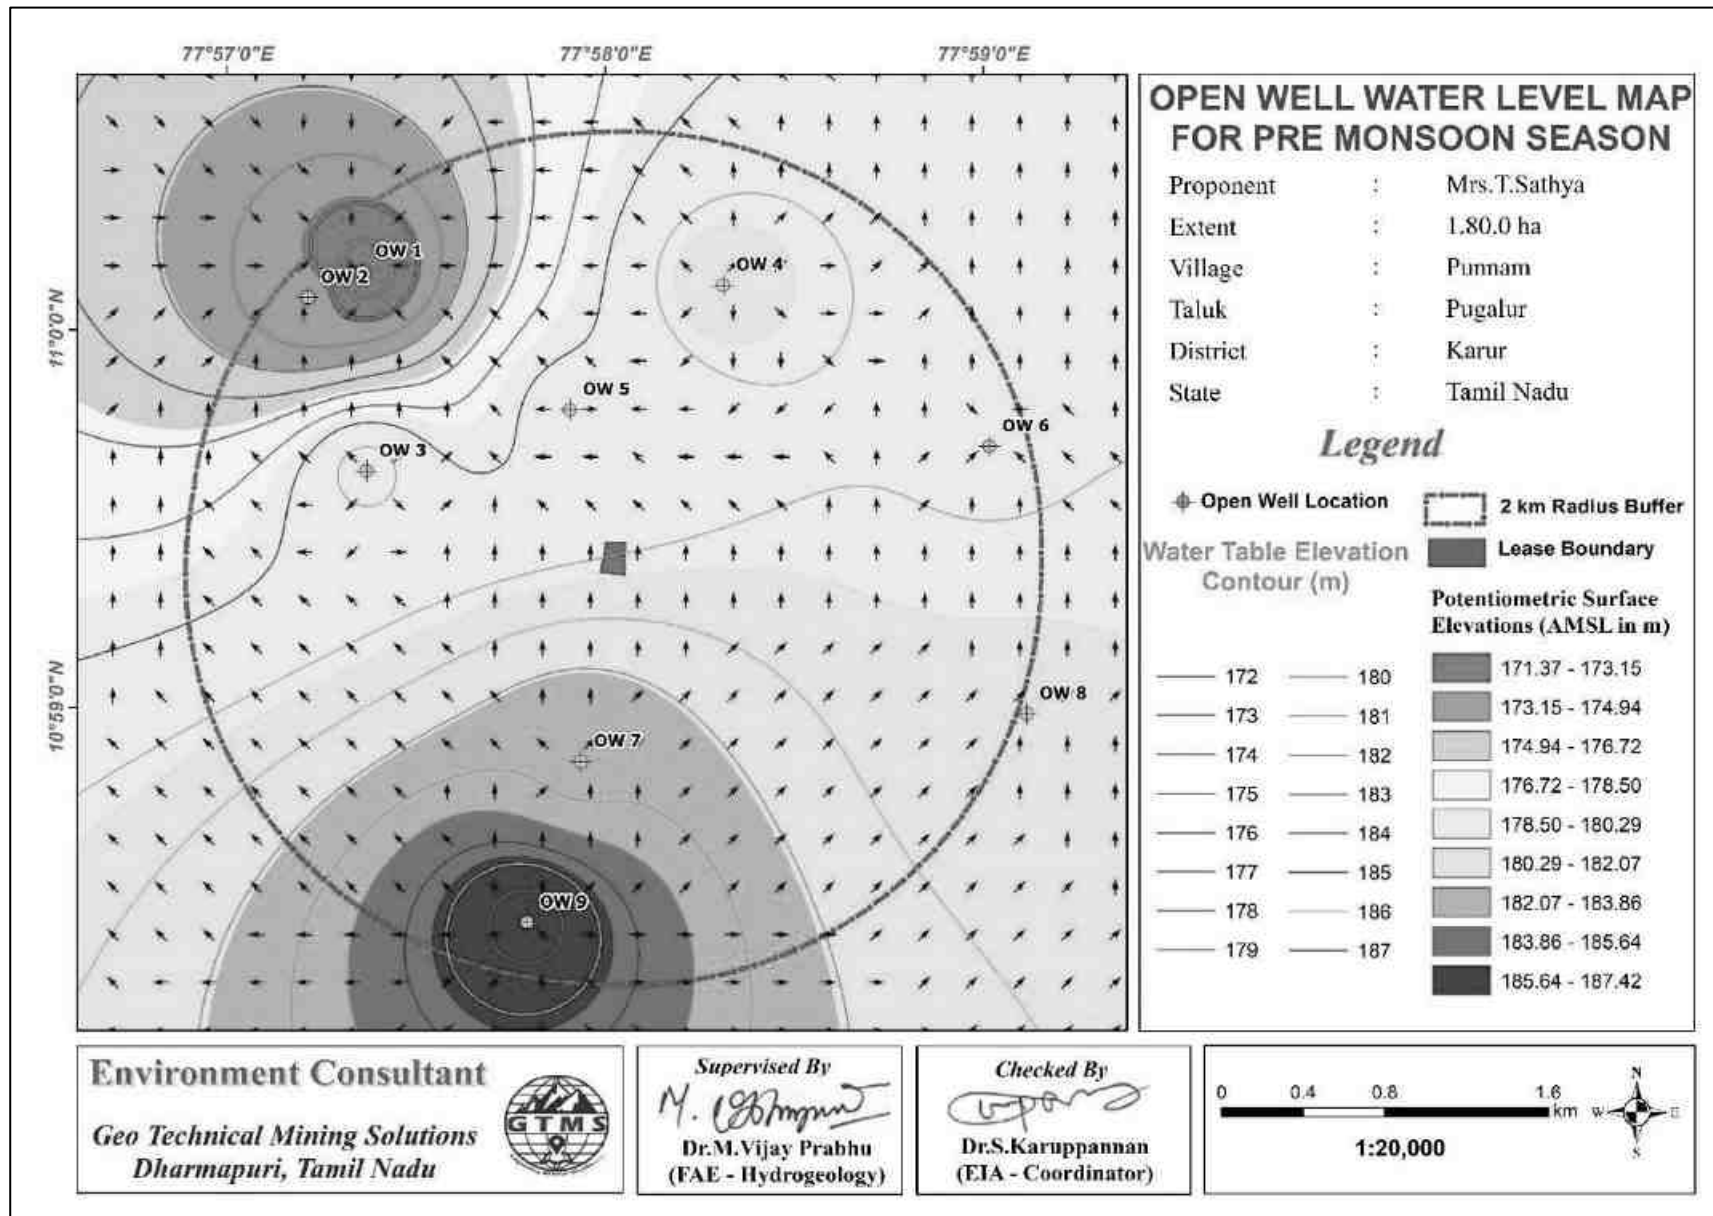 77°57'0"E
77°58'0"E
77°59'0"E
11°0'0"N
10°59'0"N
OW 1
OW 2
OW 4
OW 5
OW 3
OW 6
OW 8
OW 7
OW 9
OPEN WELL WATER LEVEL MAP
FOR PRE MONSOON SEASON
Proponent : Mrs.T.Sathya
Extent : 1.80.0 ha
Village : Punnam
Taluk : Pugalur
District : Karur
State : Tamil Nadu
Legend
Open Well Location
2 km Radius Buffer
Lease Boundary
Water Table Elevation
Contour (m)
172 180
173 181
174 182
175 183
176 184
177 185
178 186
179 187
Potentiometric Surface
Elevations (AMSL in m)
171.37 - 173.15
173.15 - 174.94
174.94 - 176.72
176.72 - 178.50
178.50 - 180.29
180.29 - 182.07
182.07 - 183.86
183.86 - 185.64
185.64 - 187.42
Environment Consultant
Geo Technical Mining Solutions
Dharmapuri, Tamil Nadu
GTMS
Supervised By
Dr.M.Vijay Prabhu
(FAE - Hydrogeology)
Checked By
Dr.S.Karuppannan
(EIA - Coordinator)
0 0.4 0.8 1.6
km
1:20,000
N
W E
S